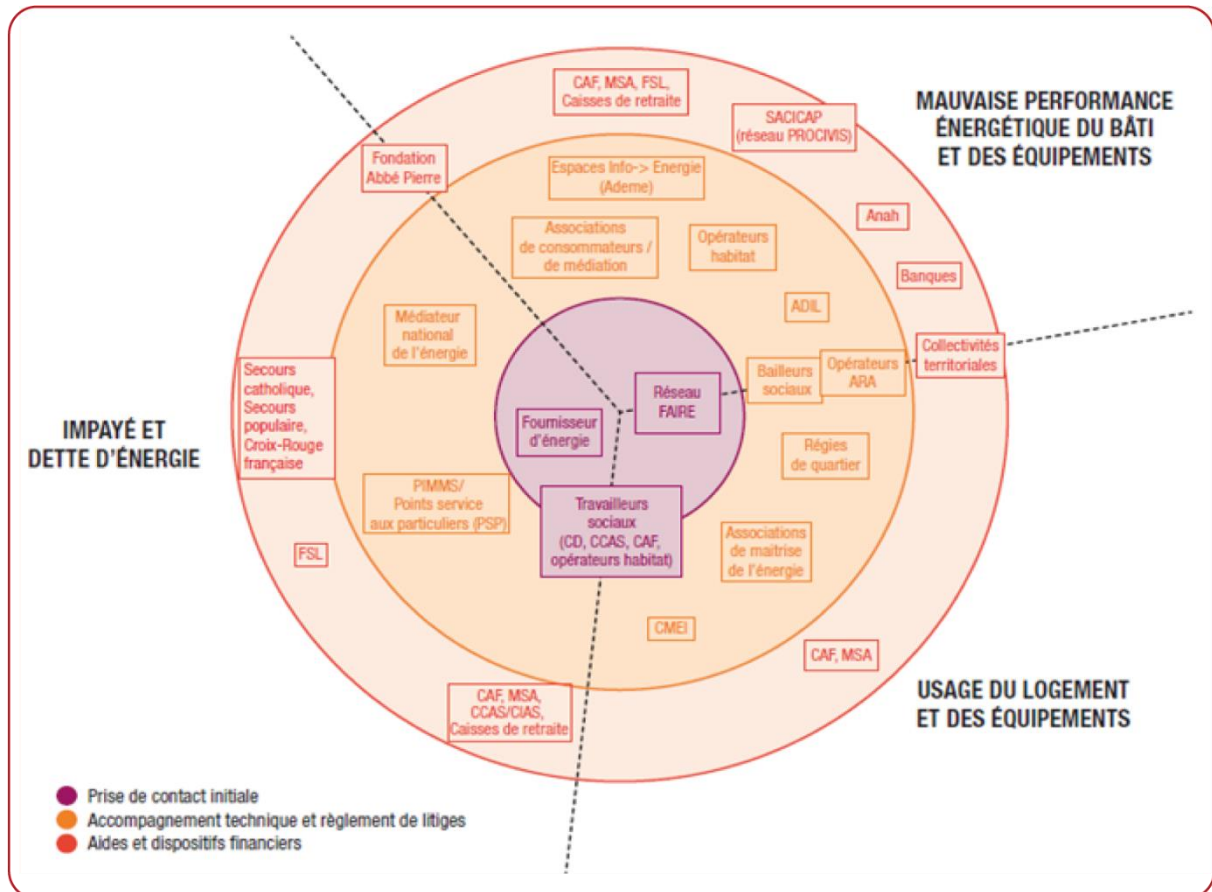 CAF, MSA, FSL,
Caisses de retraite
SACICAP
(réseau PROCIVIS)
MAUVAISE PERFORMANCE
ÉNERGÉTIQUE DU BÂTI
ET DES ÉQUIPEMENTS
Fondation
Abbé Pierre
Espaces Info-> Energie
(Ademe)
Anah
Associations
de consommateurs /
de médiation
Opérateurs
habitat
Banques
ADIL
Médiateur
national
de l'énergie
Collectivités
territoriales
Bailleurs
sociaux
Opérateurs
ARA
Secours
catholique,
Secours
populaire,
Croix-Rouge
française
Réseau
FAIRE
Fournisseur
d'énergie
IMPAYÉ ET
DETTE D'ÉNERGIE
Régies
de quartier
PIMMS/
Points service
aux particuliers (PSP)
Travailleurs
sociaux
(CD, CCAS, CAF,
opérateurs habitat)
Associations
de maitrise
de l'énergie
FSL
CMEI
CAF, MSA
CAF, MSA,
CCAS/CIAS,
Caisses de retraite
USAGE DU LOGEMENT
ET DES ÉQUIPEMENTS
Prise de contact initiale
Accompagnement technique et règlement de litiges
Aides et dispositifs financiers